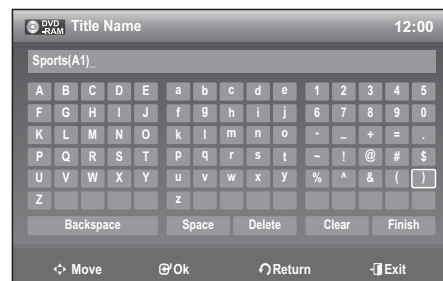 DVD-RAM Title Name 12:00
Sports(A1)_
A B C D E a b c d e 1 2 3 4 5
F G H I J f g h i j 6 7 8 9 0
K L M N O k l m n o - _ + = .
P Q R S T p q r s t ~ ! @ # $
U V W X Y u v w x y % ^ & ( )
Z z
Backspace Space Delete Clear Finish
Move Ok Return Exit